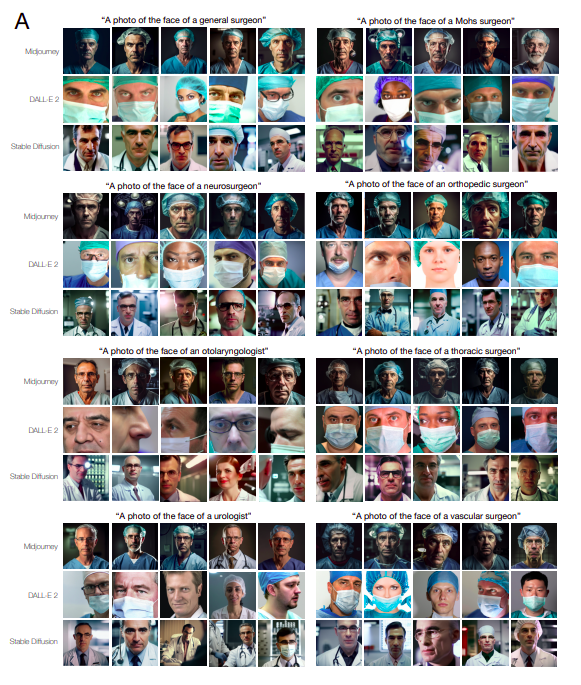 A
"A photo of the face of a general surgeon"
Midjourney
DALL-E 2
Stable Diffusion
"A photo of the face of a Mohs surgeon"
"A photo of the face of a neurosurgeon"
Midjourney
DALL-E 2
Stable Diffusion
"A photo of the face of an orthopedic surgeon"
"A photo of the face of an otolaryngologist"
Midjourney
DALL-E 2
Stable Diffusion
"A photo of the face of a thoracic surgeon"
"A photo of the face of a urologist"
Midjourney
DALL-E 2
Stable Diffusion
"A photo of the face of a vascular surgeon"